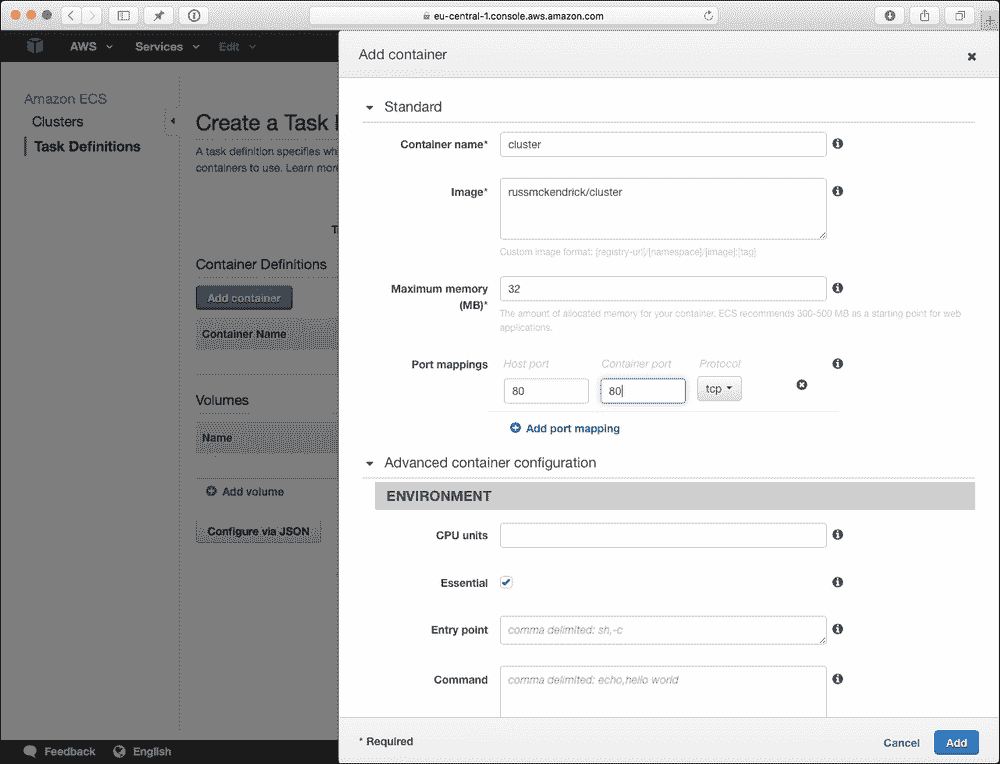 eu-central-1.console.aws.amazon.com
AWS Services Edit
Amazon ECS
Clusters
Task Definitions
Create a Task
A task definition specifies
containers to use. Learn
Container Definitions
Add container
Container Name
Volumes
Name
Add volume
Configure via JSON
Feedback English
Add container
Standard
Container name* cluster
Image* russmckendrick/cluster
Custom image format: [registry-url]/[namespace]/[image]:[tag]
Maximum memory 32
(MB)*
The amount of allocated memory for your container. ECS recommends 300-500 MB as a starting point for web
applications.
Port mappings Host port Container port Protocol
80 80 tcp
Add port mapping
Advanced container configuration
ENVIRONMENT
CPU units
Essential
Entry point comma delimited: sh,-c
Command comma delimited: echo,hello world
* Required Cancel Add